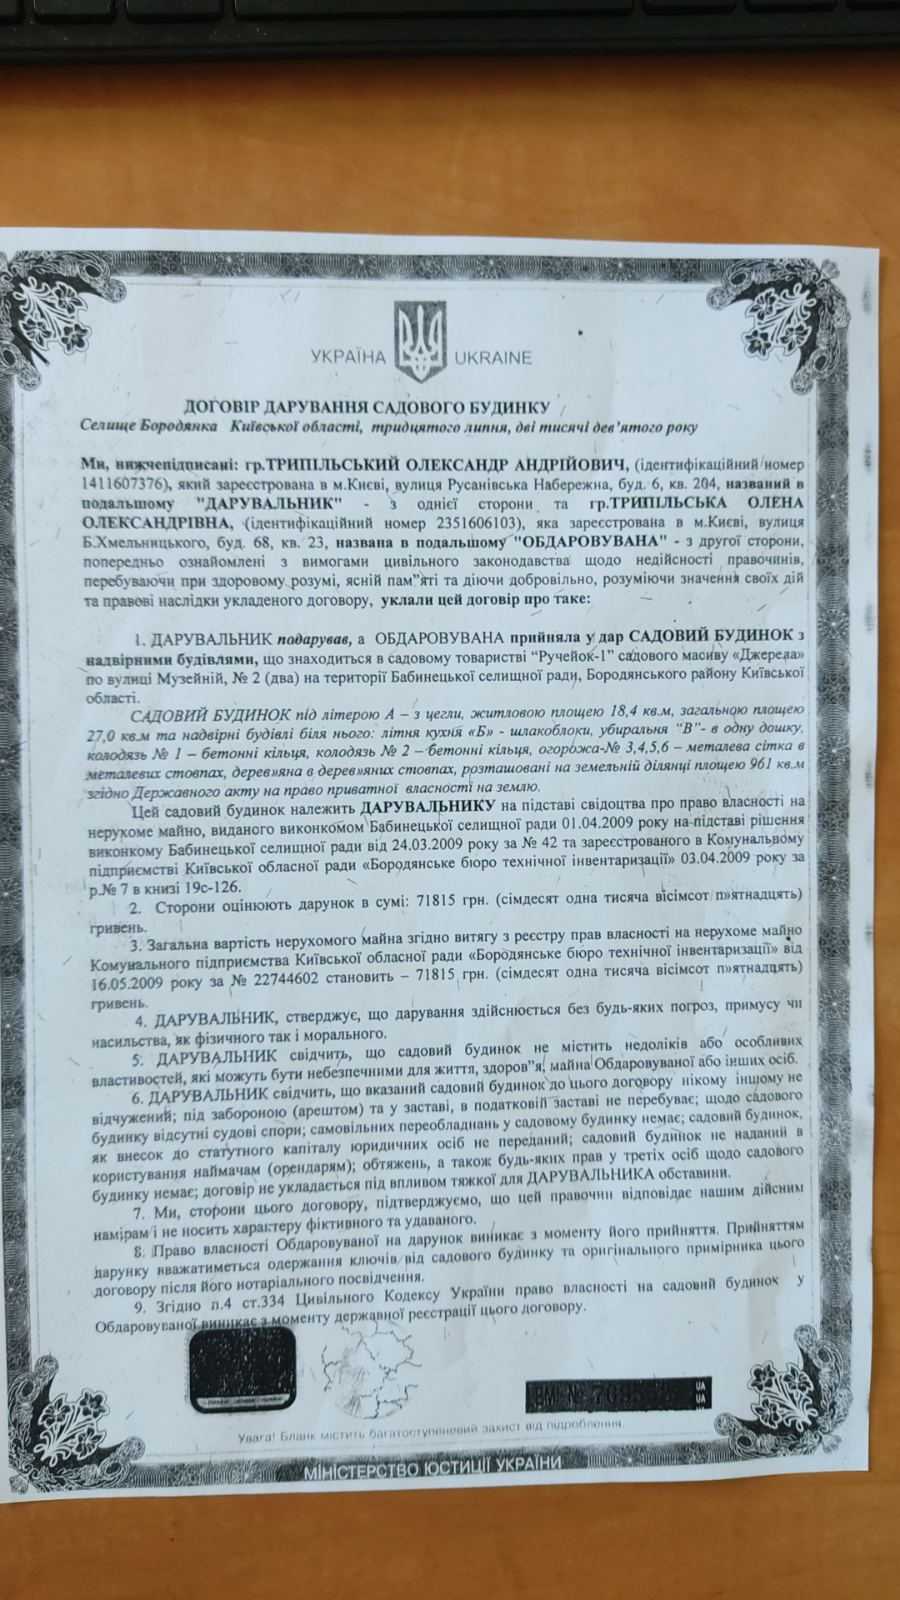 УКРАЇНА UKRAINE
ДОГОВІР ДАРУВАННЯ САДОВОГО БУДИНКУ
Селище Бородянка Київської області, тридцятого липня, дві тисячі дев'ятого року
Ми, нижчепідписані: гр.ТРИПІЛЬСЬКИЙ ОЛЕКСАНДР АНДРІЙОВИЧ, (ідентифікаційний номер
1411607376), який зареєстрована в м.Києві, вулиця Русанівська Набережна, буд. 6, кв. 204, названий в
подальшому "ДАРУВАЛЬНИК" - з однієї сторони та гр.ТРИПІЛЬСЬКА ОЛЕНА
ОЛЕКСАНДРІВНА, (ідентифікаційний номер 2351606103), яка зареєстрована в м.Києві, вулиця
Б.Хмельницького, буд. 68, кв. 23, названа в подальшому "ОБДАРОВУВАНА" - з другої сторони,
попередньо ознайомлені з вимогами цивільного законодавства щодо недійсності правочинів,
перебуваючи при здоровому розумі, ясній пам"яті та діючи добровільно, розуміючи значення своїх дій
та правові наслідки укладеного договору, уклали цей договір про таке:
1. ДАРУВАЛЬНИК подарував, а ОБДАРОВУВАНА прийняла у дар САДОВИЙ БУДИНОК з
надвірними будівлями, що знаходиться в садовому товаристві "Ручейок-1" садового масиву «Джерела»
по вулиці Музейній, № 2 (два) на території Бабинецької селищної ради, Бородянського району Київської
області.
САДОВИЙ БУДИНОК під літерою А – з цегли, житловою площею 18,4 кв.м, загальною площею
27,0 кв.м та надвірні будівлі біля нього: літня кухня «Б» - шлакоблоки, убиральня "В"- в одну дошку,
колодязь № 1 – бетонні кільця, колодязь № 2 – бетонні кільця, огорожа-№ 3,4,5,6 – металева сітка в
металевих стовпах, дерев»яна в дерев»яних стовпах, розташовані на земельній ділянці площею 961 кв.м
згідно Державного акту на право приватної власності на землю.
Цей садовий будинок належить ДАРУВАЛЬНИКУ на підставі свідоцтва про право власності на
нерухоме майно, виданого виконкомом Бабинецької селищної ради 01.04.2009 року на підставі рішення
виконкому Бабинецької селищної ради від 24.03.2009 року за № 42 та зареєстрованого в Комунальному
підприємстві Київської обласної ради «Бородянське бюро технічної інвентаризації» 03.04.2009 року за
р.№ 7 в книзі 19с-126.
2. Сторони оцінюють дарунок в сумі: 71815 грн. (сімдесят одна тисяча вісімсот п»ятнадцять)
гривень.
3. Загальна вартість нерухомого майна згідно витягу з реєстру прав власності на нерухоме майно
Комунального підприємства Київської обласної ради «Бородянське бюро технічної інвентаризації» від
16.05.2009 року за № 22744602 становить – 71815 грн. (сімдесят одна тисяча вісімсот п»ятнадцять)
гривень.
4. ДАРУВАЛЬНИК, стверджує, що дарування здійснюється без будь-яких погроз, примусу чи
насильства, як фізичного так і морального.
5. ДАРУВАЛЬНИК свідчить, що садовий будинок не містить недоліків або особливих
властивостей, які можуть бути небезпечними для життя, здоров"я, майна Обдаровуваної або інших осіб.
6. ДАРУВАЛЬНИК свідчить, що вказаний садовий будинок до цього договору нікому іншому не
відчужений; під забороною (арештом) та у заставі, в податковій заставі не перебуває; щодо садового
будинку відсутні судові спори; самовільних переобладнань у садовому будинку немає; садовий будинок,
як внесок до статутного капіталу юридичних осіб не переданий; садовий будинок не наданий в
користування наймачам (орендарям); обтяжень, а також будь-яких прав у третіх осіб щодо садового
будинку немає; договір не укладається під впливом тяжкої для ДАРУВАЛЬНИКА обставини.
7. Ми, сторони цього договору, підтверджуємо, що цей правочин відповідає нашим дійсним
намірам і не носить характеру фіктивного та удаваного.
8. Право власності Обдаровуваної на дарунок виникає з моменту його прийняття. Прийняттям
дарунку вважатиметься одержання ключів від садового будинку та оригінального примірника цього
договору після його нотаріального посвідчення.
9. Згідно п.4 ст.334 Цивільного Кодексу України право власності на садовий будинок у
Обдаровуваної виникає з моменту державної реєстрації цього договору.
UA
UA
Увага! Бланк містить багатоступеневий захист від підроблення.
МІНІСТЕРСТВО ЮСТИЦІЇ УКРАЇНИ